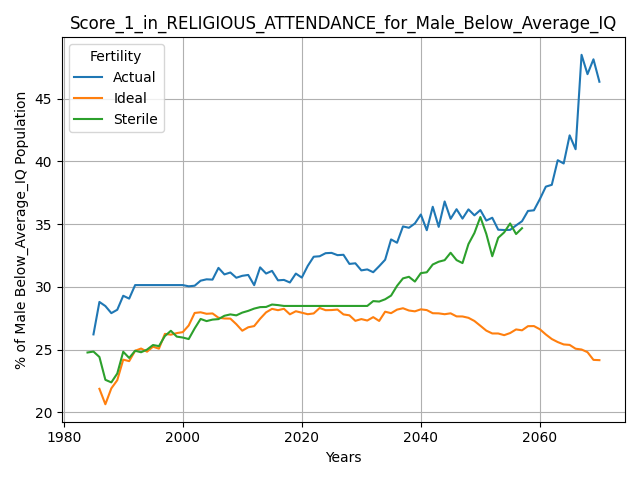 Score_1_in_RELIGIOUS_ATTENDANCE_for_Male_Below_Average_IQ
Fertility
Actual
Ideal
Sterile
% of Male Below_Average_IQ Population
45
40
35
30
25
20
1980
2000
2020
2040
2060
Years